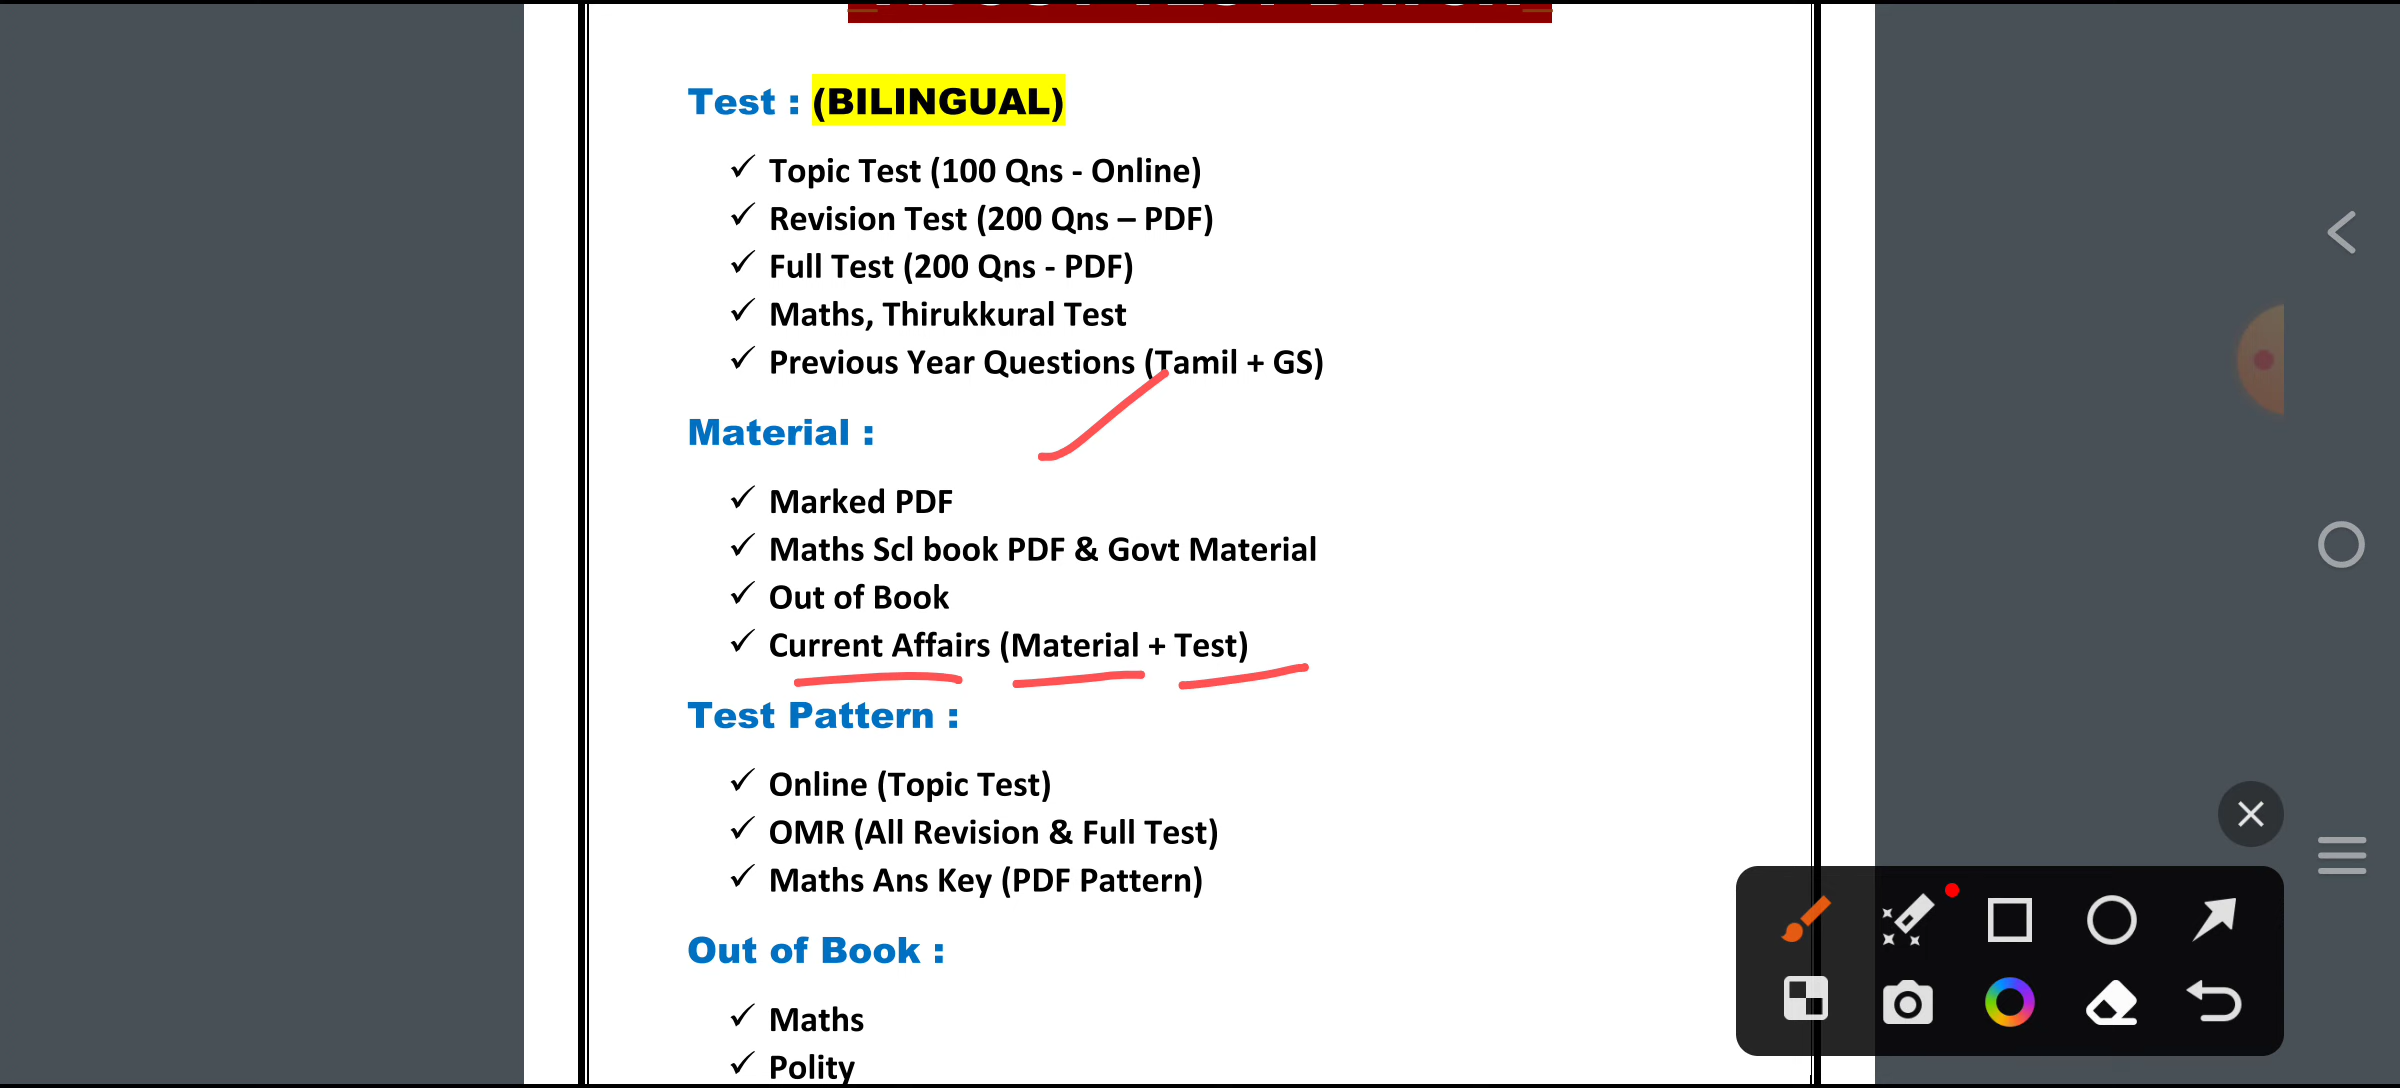 ABOUT TEST BATCH
Test : (BILINGUAL)
✓ Topic Test (100 Qns - Online)
✓ Revision Test (200 Qns – PDF)
✓ Full Test (200 Qns - PDF)
✓ Maths, Thirukkural Test
✓ Previous Year Questions (Tamil + GS)
Material :
✓ Marked PDF
✓ Maths Scl book PDF & Govt Material
✓ Out of Book
✓ Current Affairs (Material + Test)
Test Pattern :
✓ Online (Topic Test)
✓ OMR (All Revision & Full Test)
✓ Maths Ans Key (PDF Pattern)
Out of Book :
✓ Maths
✓ Polity